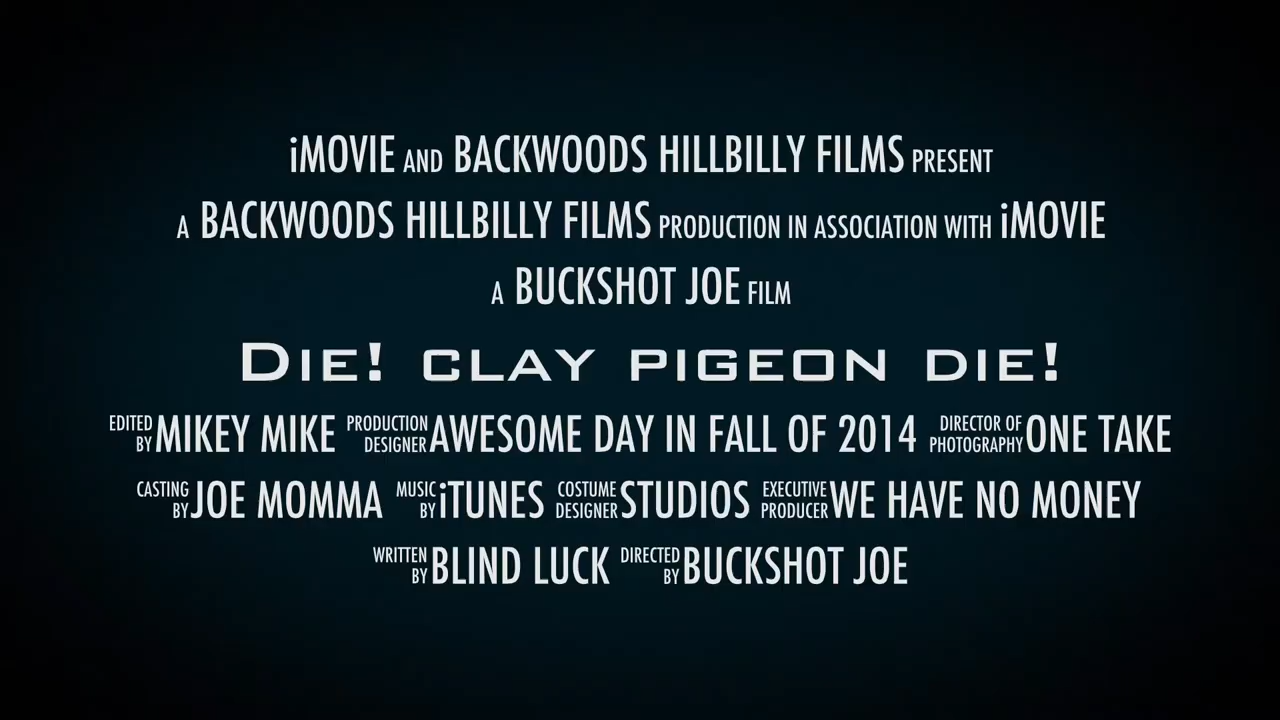 iMOVIE AND BACKWOODS HILLBILLY FILMS PRESENT
A BACKWOODS HILLBILLY FILMS PRODUCTION IN ASSOCIATION WITH iMOVIE
A BUCKSHOT JOE FILM
DIE! CLAY PIGEON DIE!
EDITED BY MIKEY MIKE PRODUCTION DESIGNER AWESOME DAY IN FALL OF 2014 DIRECTOR OF PHOTOGRAPHY ONE TAKE
CASTING BY JOE MOMMA MUSIC BY iTUNES COSTUME DESIGNER STUDIOS EXECUTIVE PRODUCER WE HAVE NO MONEY
WRITTEN BY BLIND LUCK DIRECTED BY BUCKSHOT JOE